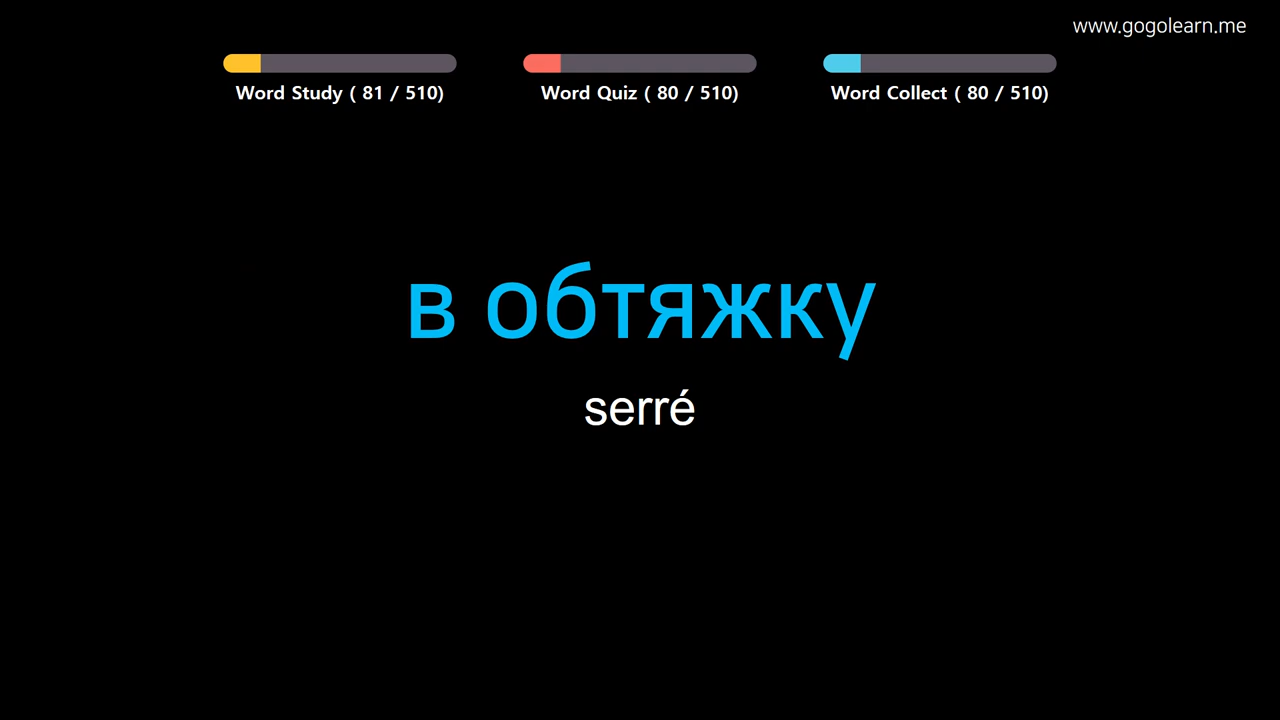 www.gogolearn.me
Word Study ( 81 / 510)
Word Quiz ( 80 / 510)
Word Collect ( 80 / 510)
в обтяжку
serré